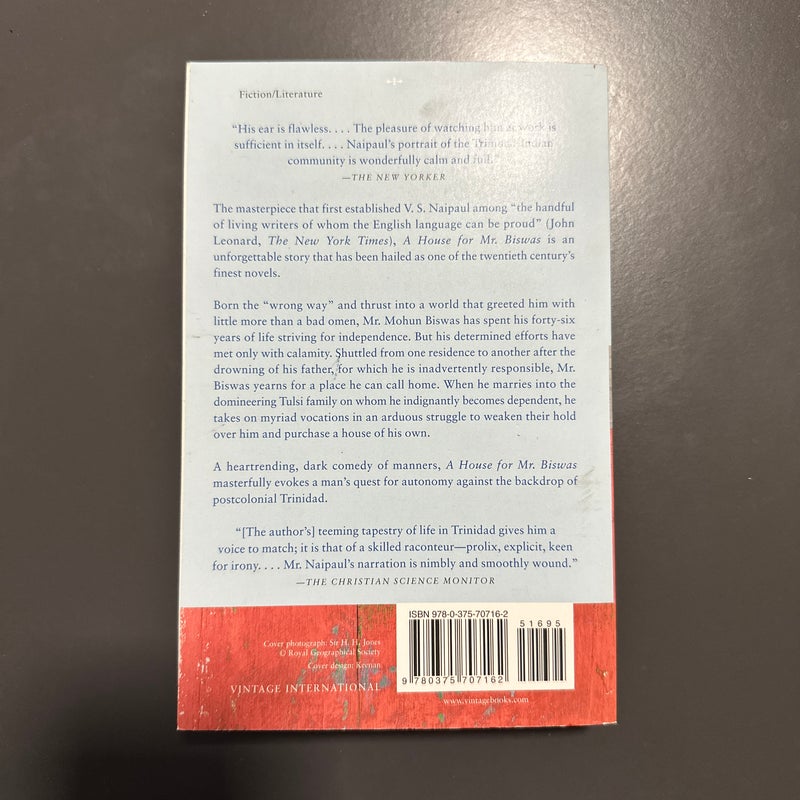 Fiction/Literature
“His ear is flawless. . . . The pleasure of watching him at work is
sufficient in itself. . . . Naipaul’s portrait of the Trinidad Indian
community is wonderfully calm and full.”
—THE NEW YORKER
The masterpiece that first established V. S. Naipaul among “the handful
of living writers of whom the English language can be proud” (John
Leonard, The New York Times), A House for Mr. Biswas is an
unforgettable story that has been hailed as one of the twentieth century’s
finest novels.
Born the “wrong way” and thrust into a world that greeted him with
little more than a bad omen, Mr. Mohun Biswas has spent his forty-six
years of life striving for independence. But his determined efforts have
met only with calamity. Shuttled from one residence to another after the
drowning of his father, for which he is inadvertently responsible, Mr.
Biswas yearns for a place he can call home. When he marries into the
domineering Tulsi family on whom he indignantly becomes dependent, he
takes on myriad vocations in an arduous struggle to weaken their hold
over him and purchase a house of his own.
A heartrending, dark comedy of manners, A House for Mr. Biswas
masterfully evokes a man’s quest for autonomy against the backdrop of
postcolonial Trinidad.
“[The author’s] teeming tapestry of life in Trinidad gives him a
voice to match; it is that of a skilled raconteur—prolix, explicit, keen
for irony. . . . Mr. Naipaul’s narration is nimbly and smoothly wound.”
—THE CHRISTIAN SCIENCE MONITOR
Cover photograph: Sir H. H. Jones
© Royal Geographical Society
Cover design: Keenan
VINTAGE INTERNATIONAL
ISBN 978-0-375-70716-2
51695
9 780375 707162
www.vintagebooks.com